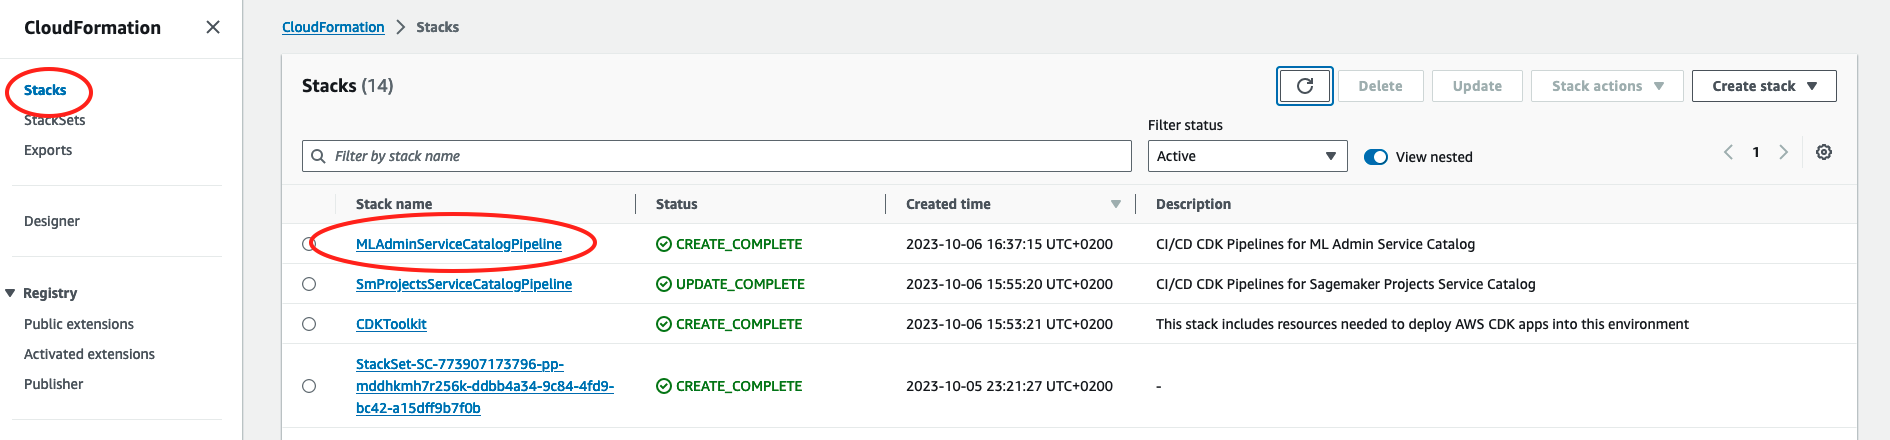 CloudFormation
Stacks
StackSets
Exports
Designer
Registry
Public extensions
Activated extensions
Publisher
CloudFormation Stacks
Stacks (14)
Delete
Update
Stack actions
Create stack
Filter by stack name
Filter status
Active
View nested
1
Stack name Status Created time Description
MLAdminServiceCatalogPipeline CREATE_COMPLETE 2023-10-06 16:37:15 UTC+0200 CI/CD CDK Pipelines for ML Admin Service Catalog
SmProjectsServiceCatalogPipeline UPDATE_COMPLETE 2023-10-06 15:55:20 UTC+0200 CI/CD CDK Pipelines for Sagemaker Projects Service Catalog
CDKToolkit CREATE_COMPLETE 2023-10-06 15:53:21 UTC+0200 This stack includes resources needed to deploy AWS CDK apps into this environment
StackSet-SC-773907173796-pp-
mddhkmh7r256k-ddbb4a34-9c84-4fd9- CREATE_COMPLETE 2023-10-05 23:21:27 UTC+0200 -
bc42-a15dff9b7f0b